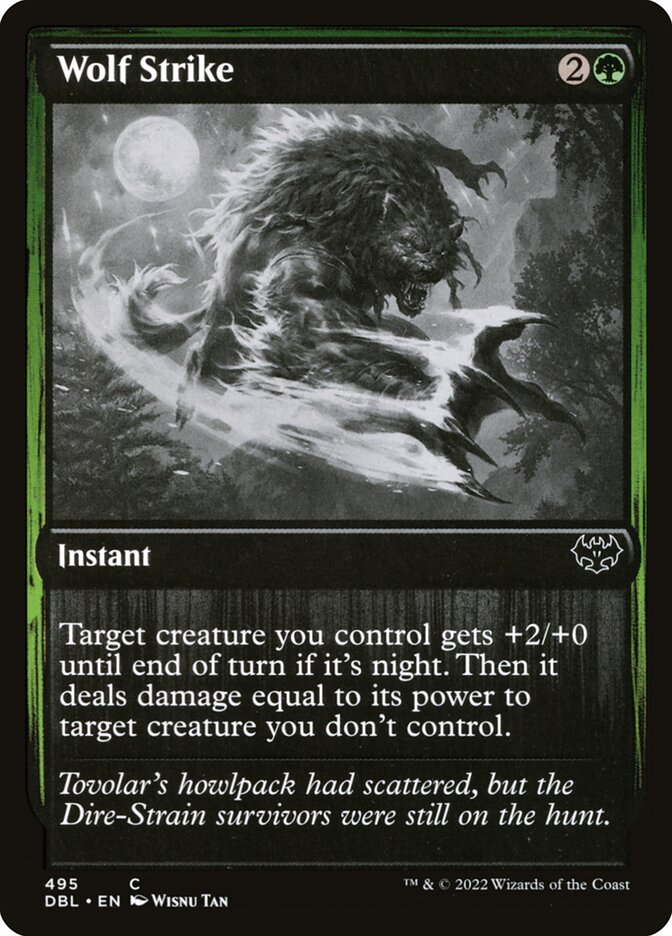 Wolf Strike 2
Instant
Target creature you control gets +2/+0
until end of turn if it's night. Then it
deals damage equal to its power to
target creature you don't control.
Tovolar's howlpack had scattered, but the
Dire-Strain survivors were still on the hunt.
495 C ™ & © 2022 Wizards of the Coast
DBL • EN Wisnu Tan